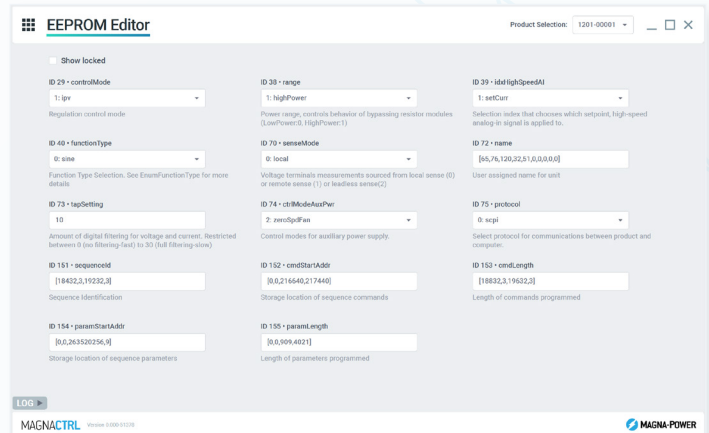 EEPROM Editor
Product Selection: 1201-00001
Show locked
ID 29 • controlMode
1: ipv
Regulation control mode
ID 38 • range
1: highPower
Power range, controls behavior of bypassing resistor modules
(LowPower:0, HighPower:1)
ID 39 • idxHighSpeedAI
1: setCurr
Selection index that chooses which setpoint, high-speed
analog-in signal is applied to.
ID 40 • functionType
0: sine
Function Type Selection. See EnumFunctionType for more
details
ID 70 • senseMode
0: local
Voltage terminals measurements sourced from local sense (0)
or remote sense (1) or leadless sense(2)
ID 72 • name
[65,76,120,32,51,0,0,0,0,0]
User assigned name for unit
ID 73 • tapSetting
10
Amount of digital filtering for voltage and current. Restricted
between 0 (no filtering-fast) to 30 (full filtering-slow)
ID 74 • ctrlModeAuxPwr
2: zeroSpdFan
Control modes for auxiliary power supply.
ID 75 • protocol
0: scpi
Select protocol for communications between product and
computer.
ID 151 • sequenceId
[18432,3,19232,3]
Sequence Identification
ID 152 • cmdStartAddr
[0,0,216640,217440]
Storage location of sequence commands
ID 153 • cmdLength
[18832,3,19632,3]
Length of commands programmed
ID 154 • paramStartAddr
[0,0,263520256,9]
Storage location of sequence parameters
ID 155 • paramLength
[0,0,909,4021]
Length of parameters programmed
LOG
MAGNACTRL
MAGNA-POWER